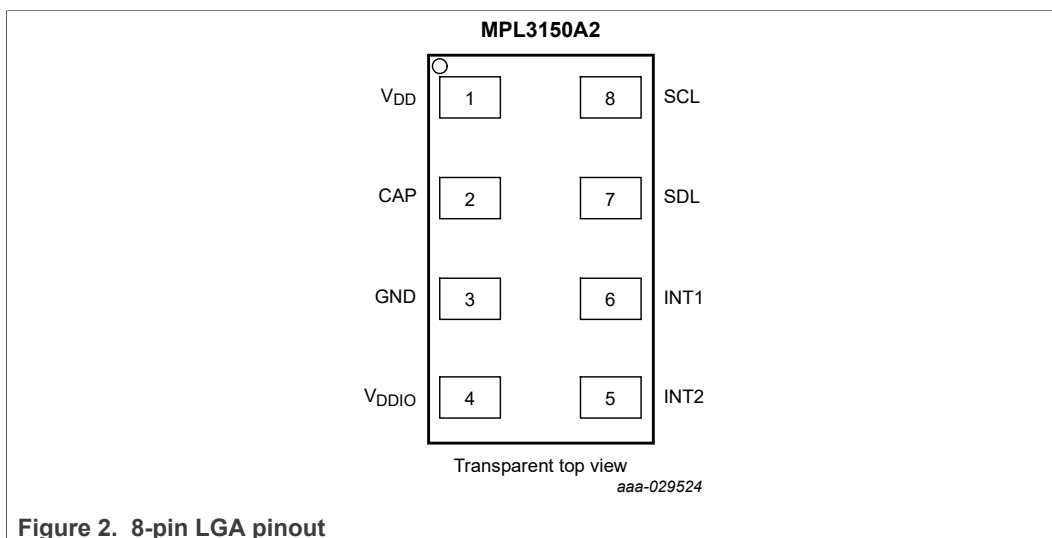 MPL3150A2
VDD 1 8 SCL
CAP 2 7 SDL
GND 3 6 INT1
VDDIO 4 5 INT2
Transparent top view
aaa-029524
Figure 2. 8-pin LGA pinout